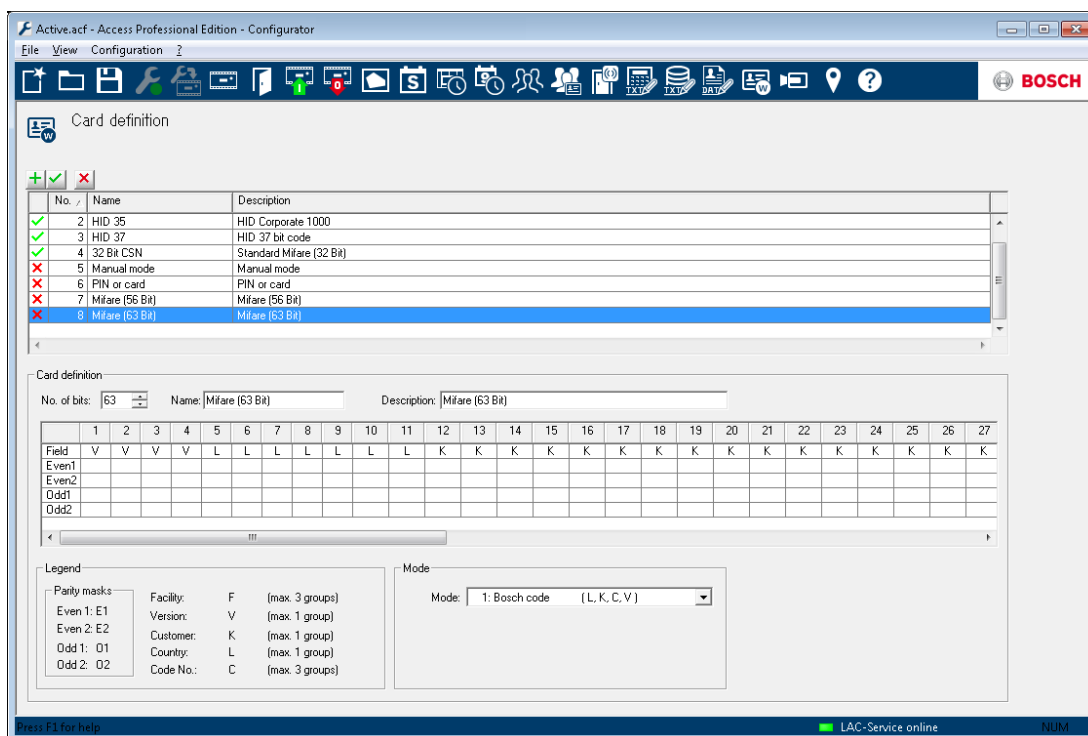 Active.acf - Access Professional Edition - Configurator
File View Configuration ?
S TXT TXT DAT W ? BOSCH
W Card definition
No. Name Description
2 HID 35 HID Corporate 1000
3 HID 37 HID 37 bit code
4 32 Bit CSN Standard Mifare (32 Bit)
5 Manual mode Manual mode
6 PIN or card PIN or card
7 Mifare (56 Bit) Mifare (56 Bit)
8 Mifare (63 Bit) Mifare (63 Bit)
Card definition
No. of bits: 63 Name: Mifare (63 Bit) Description: Mifare (63 Bit)
1 2 3 4 5 6 7 8 9 10 11 12 13 14 15 16 17 18 19 20 21 22 23 24 25 26 27
Field V V V V L L L L L L L K K K K K K K K K K K K K K K K
Even1
Even2
Odd1
Odd2
Legend
Parity masks
Even 1: E1
Even 2: E2
Odd 1: O1
Odd 2: O2
Facility: F (max. 3 groups)
Version: V (max. 1 group)
Customer: K (max. 1 group)
Country: L (max. 1 group)
Code No.: C (max. 3 groups)
Mode
Mode: 1: Bosch code ( L, K, C, V )
Press F1 for help LAC-Service online NUM